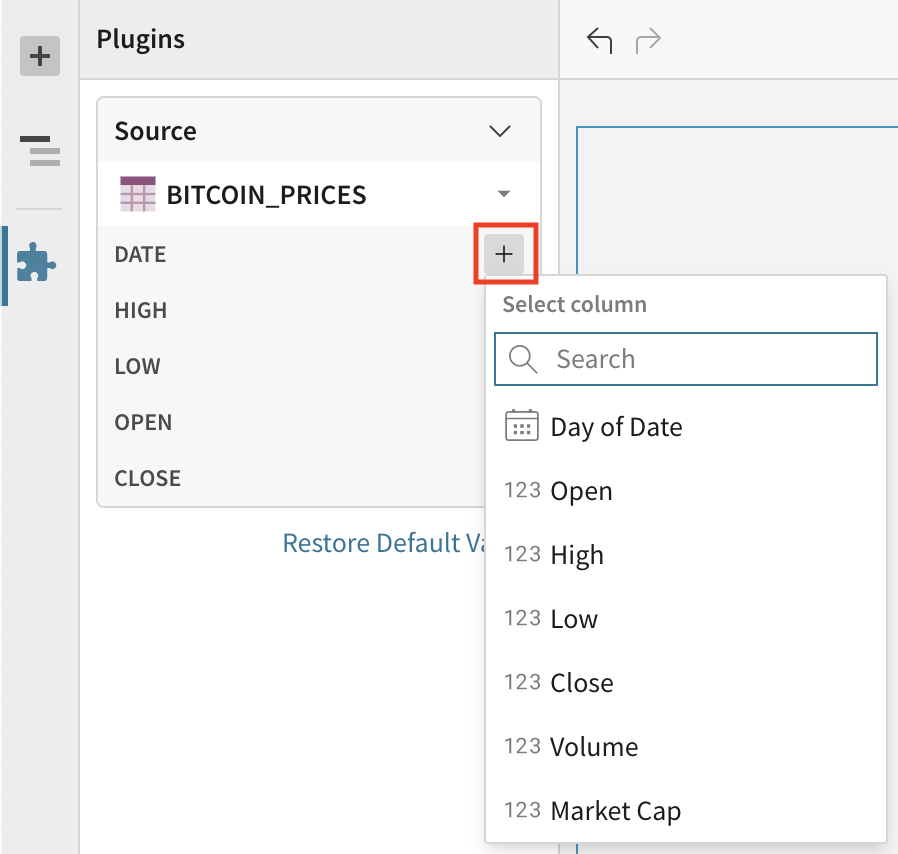 Plugins
Source
BITCOIN_PRICES
DATE
HIGH
LOW
OPEN
CLOSE
Restore Default Va
Select column
Search
Day of Date
123 Open
123 High
123 Low
123 Close
123 Volume
123 Market Cap